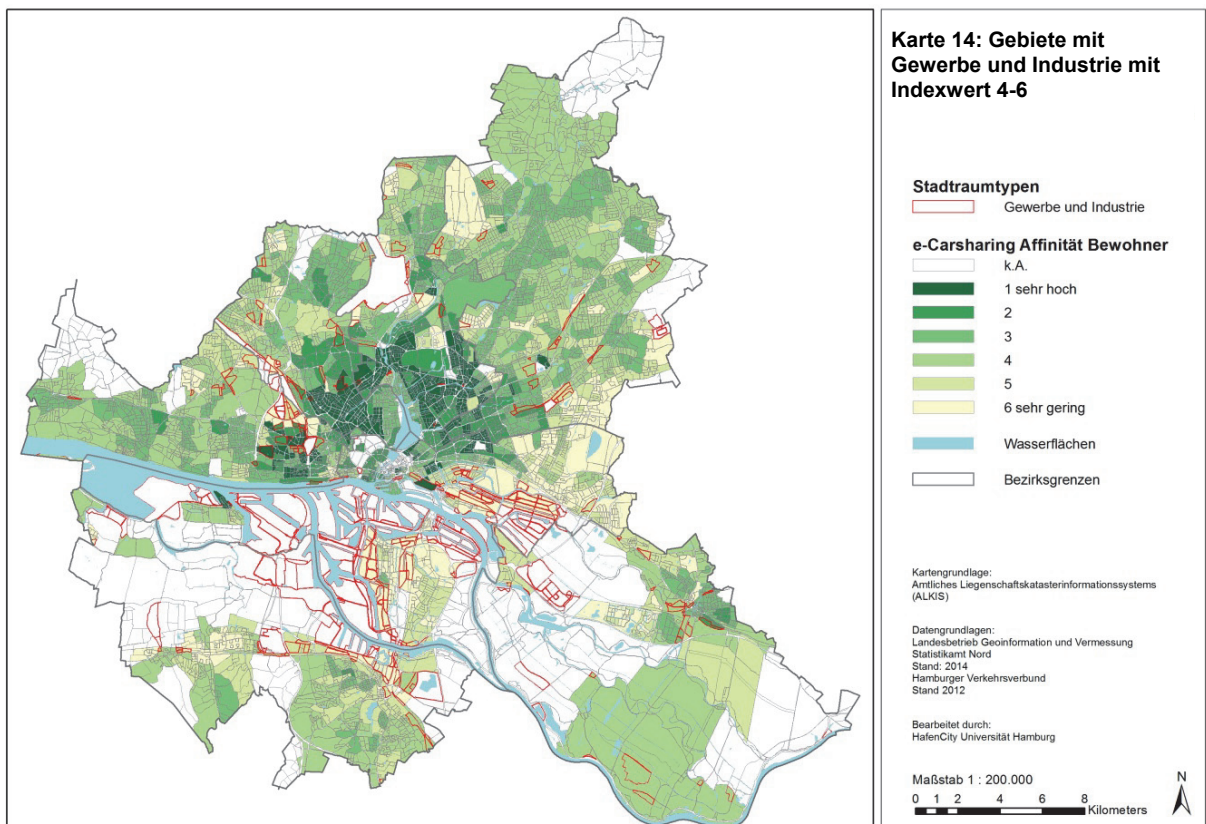 Karte 14: Gebiete mit
Gewerbe und Industrie mit
Indexwert 4-6
Stadtraumtypen
Gewerbe und Industrie
e-Carsharing Affinität Bewohner
k.A.
1 sehr hoch
2
3
4
5
6 sehr gering
Wasserflächen
Bezirksgrenzen
Kartengrundlage:
Amtliches Liegenschaftskatasterinformationssystems
(ALKIS)
Datengrundlagen:
Landesbetrieb Geoinformation und Vermessung
Statistikamt Nord
Stand: 2014
Hamburger Verkehrsverbund
Stand 2012
Bearbeitet durch:
HafenCity Universität Hamburg
Maßstab 1 : 200.000
N
0 1 2 4 6 8
Kilometers